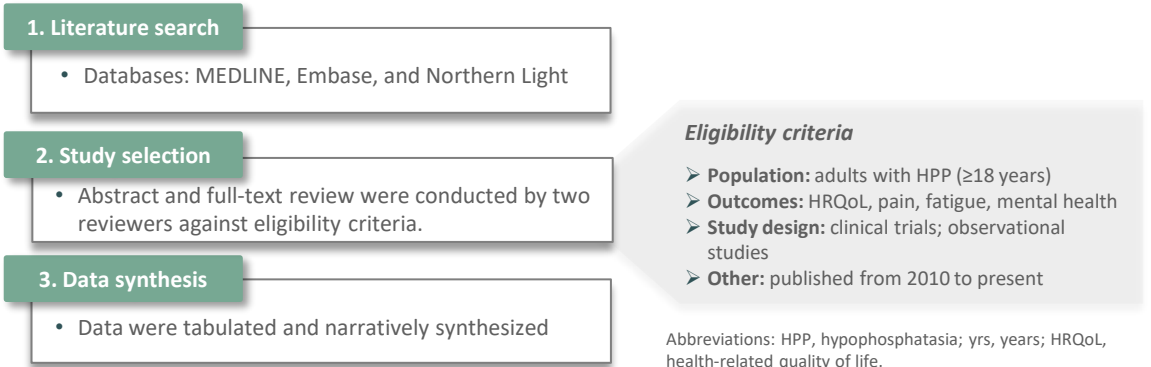 1. Literature search
• Databases: MEDLINE, Embase, and Northern Light
2. Study selection
• Abstract and full-text review were conducted by two
reviewers against eligibility criteria.
3. Data synthesis
• Data were tabulated and narratively synthesized
Eligibility criteria
➢ Population: adults with HPP (≥18 years)
➢ Outcomes: HRQoL, pain, fatigue, mental health
➢ Study design: clinical trials; observational
studies
➢ Other: published from 2010 to present
Abbreviations: HPP, hypophosphatasia; yrs, years; HRQoL,
health-related quality of life.